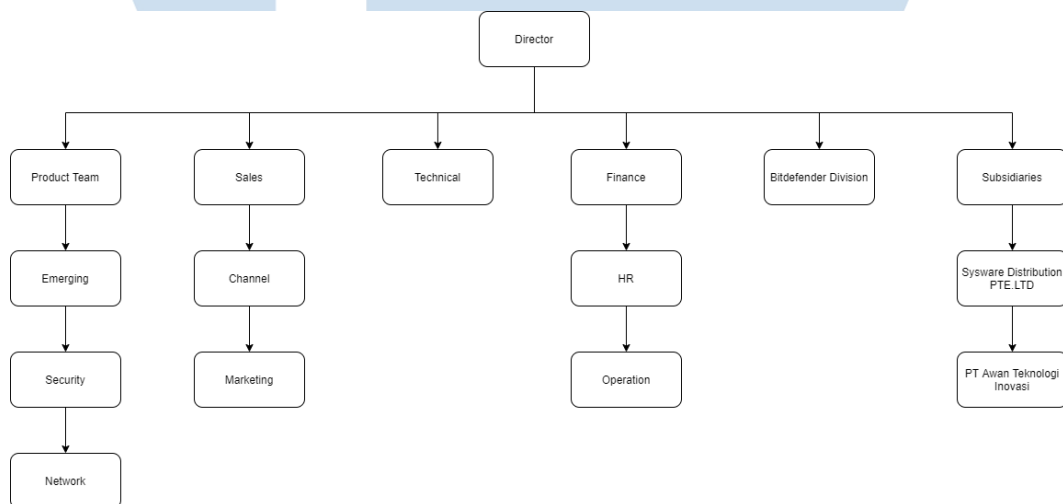 Director
Product Team
Sales
Technical
Finance
Bitdefender Division
Subsidiaries
Emerging
Channel
HR
Sysware Distribution
PTE.LTD
Security
Marketing
Operation
PT Awan Teknologi
Inovasi
Network